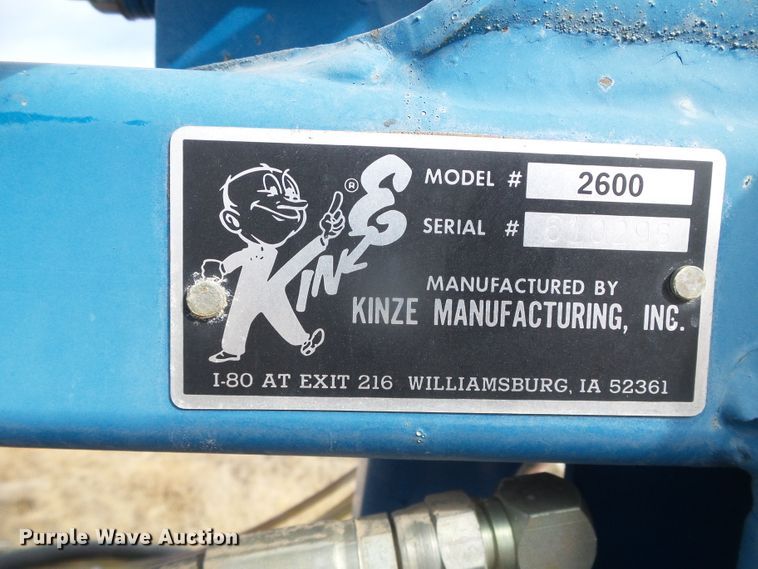 KINZE ®
MODEL # 2600
SERIAL #
MANUFACTURED BY
KINZE MANUFACTURING, INC.
I-80 AT EXIT 216 WILLIAMSBURG, IA 52361
Purple Wave Auction